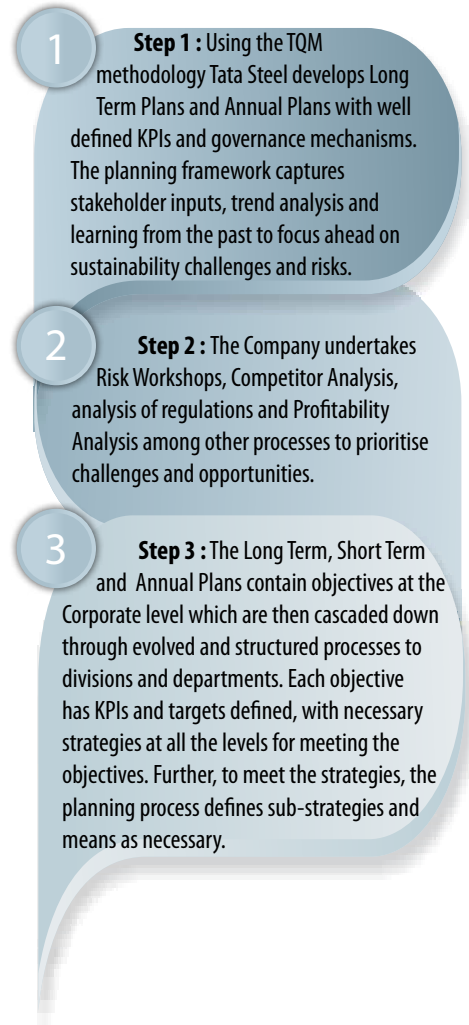 1
Step 1 : Using the TQM
methodology Tata Steel develops Long
Term Plans and Annual Plans with well
defined KPIs and governance mechanisms.
The planning framework captures
stakeholder inputs, trend analysis and
learning from the past to focus ahead on
sustainability challenges and risks.
2
Step 2 : The Company undertakes
Risk Workshops, Competitor Analysis,
analysis of regulations and Profitability
Analysis among other processes to prioritise
challenges and opportunities.
3
Step 3 : The Long Term, Short Term
and Annual Plans contain objectives at the
Corporate level which are then cascaded down
through evolved and structured processes to
divisions and departments. Each objective
has KPIs and targets defined, with necessary
strategies at all the levels for meeting the
objectives. Further, to meet the strategies, the
planning process defines sub-strategies and
means as necessary.